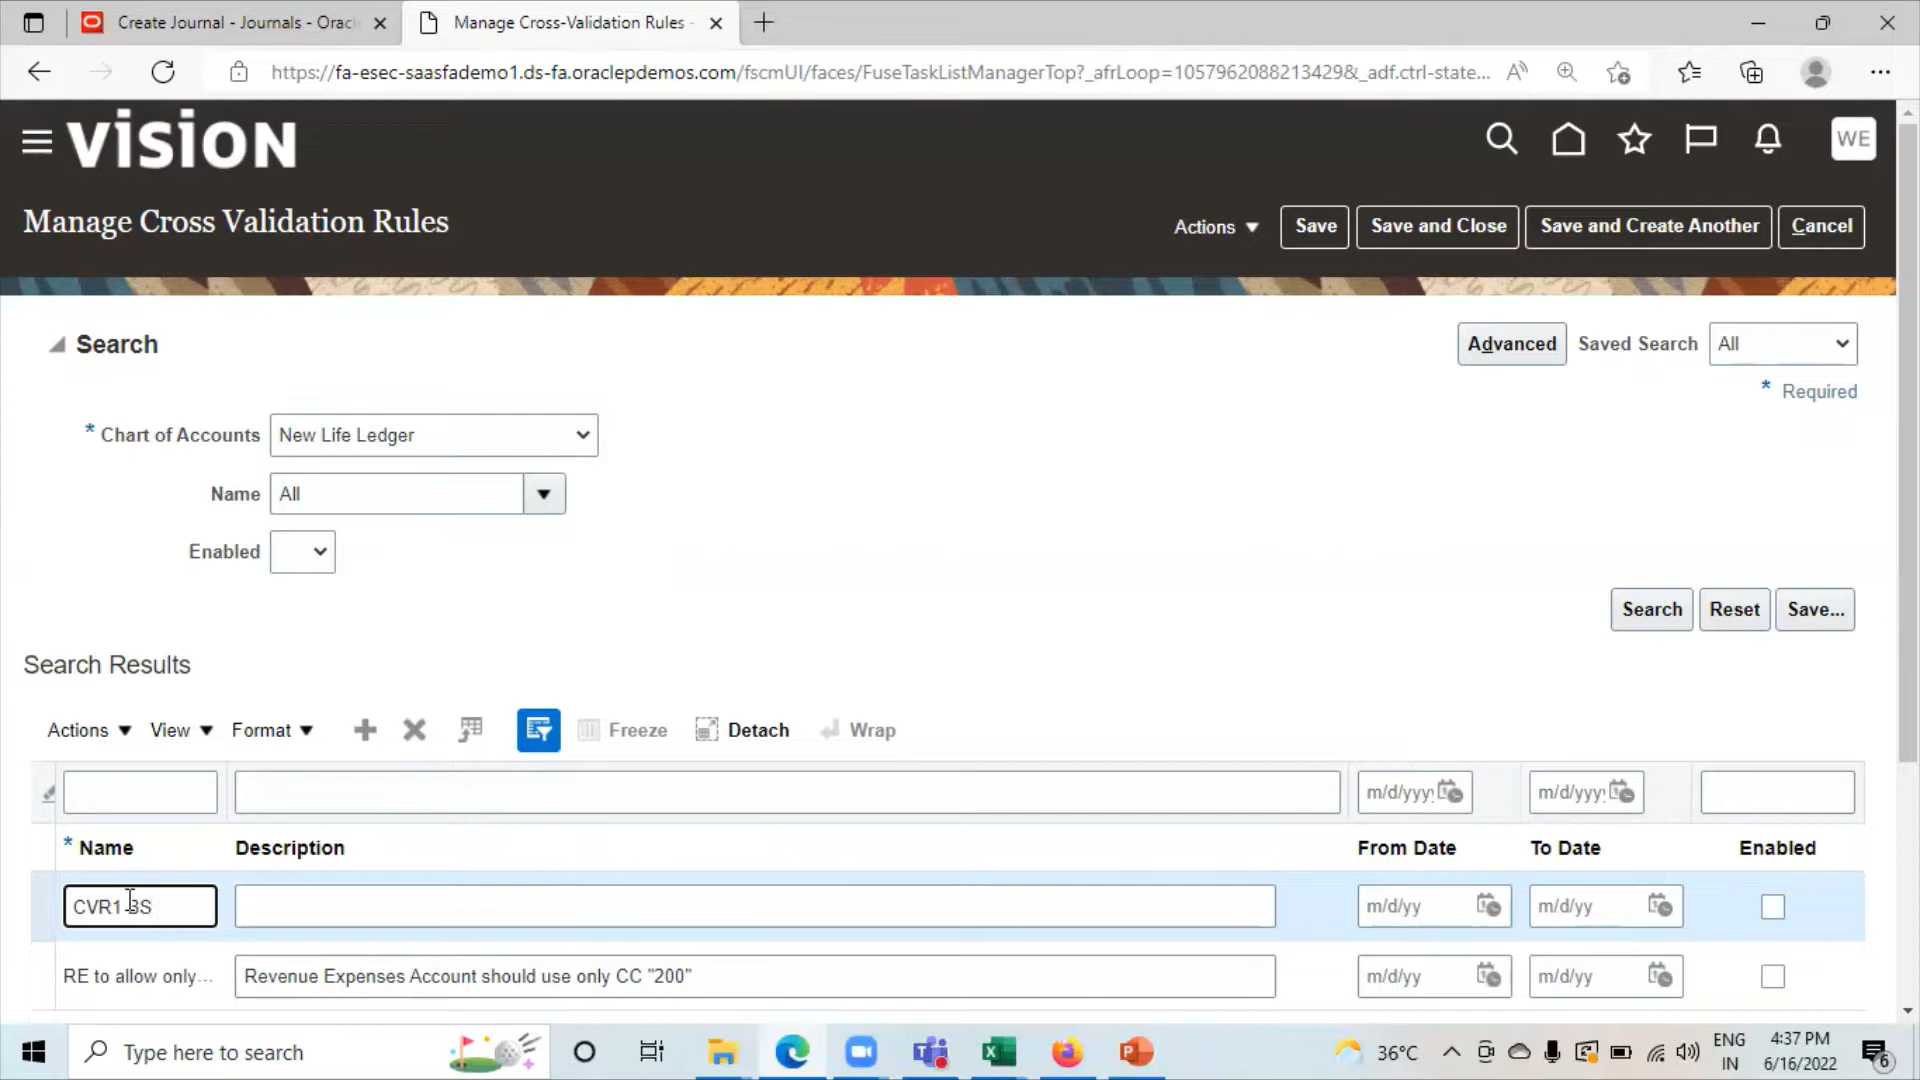 Create Journal - Journals - Orac
Manage Cross-Validation Rules -
https://fa-esec-saasfademo1.ds-fa.oraclepdemos.com/fscmUI/faces/FuseTaskListManagerTop?_afrLoop=1057962088213429&_adf.ctrl-state...
VISION
WE
Manage Cross Validation Rules
Actions
Save
Save and Close
Save and Create Another
Cancel
Search
Advanced
Saved Search
All
* Required
* Chart of Accounts
New Life Ledger
Name
All
Enabled
Search
Reset
Save...
Search Results
Actions
View
Format
Freeze
Detach
Wrap
m/d/yyy
m/d/yyy
* Name
Description
From Date
To Date
Enabled
CVR1
m/d/yy
m/d/yy
RE to allow only...
Revenue Expenses Account should use only CC "200"
m/d/yy
m/d/yy
Type here to search
36°C
ENG
IN
4:37 PM
6/16/2022
6